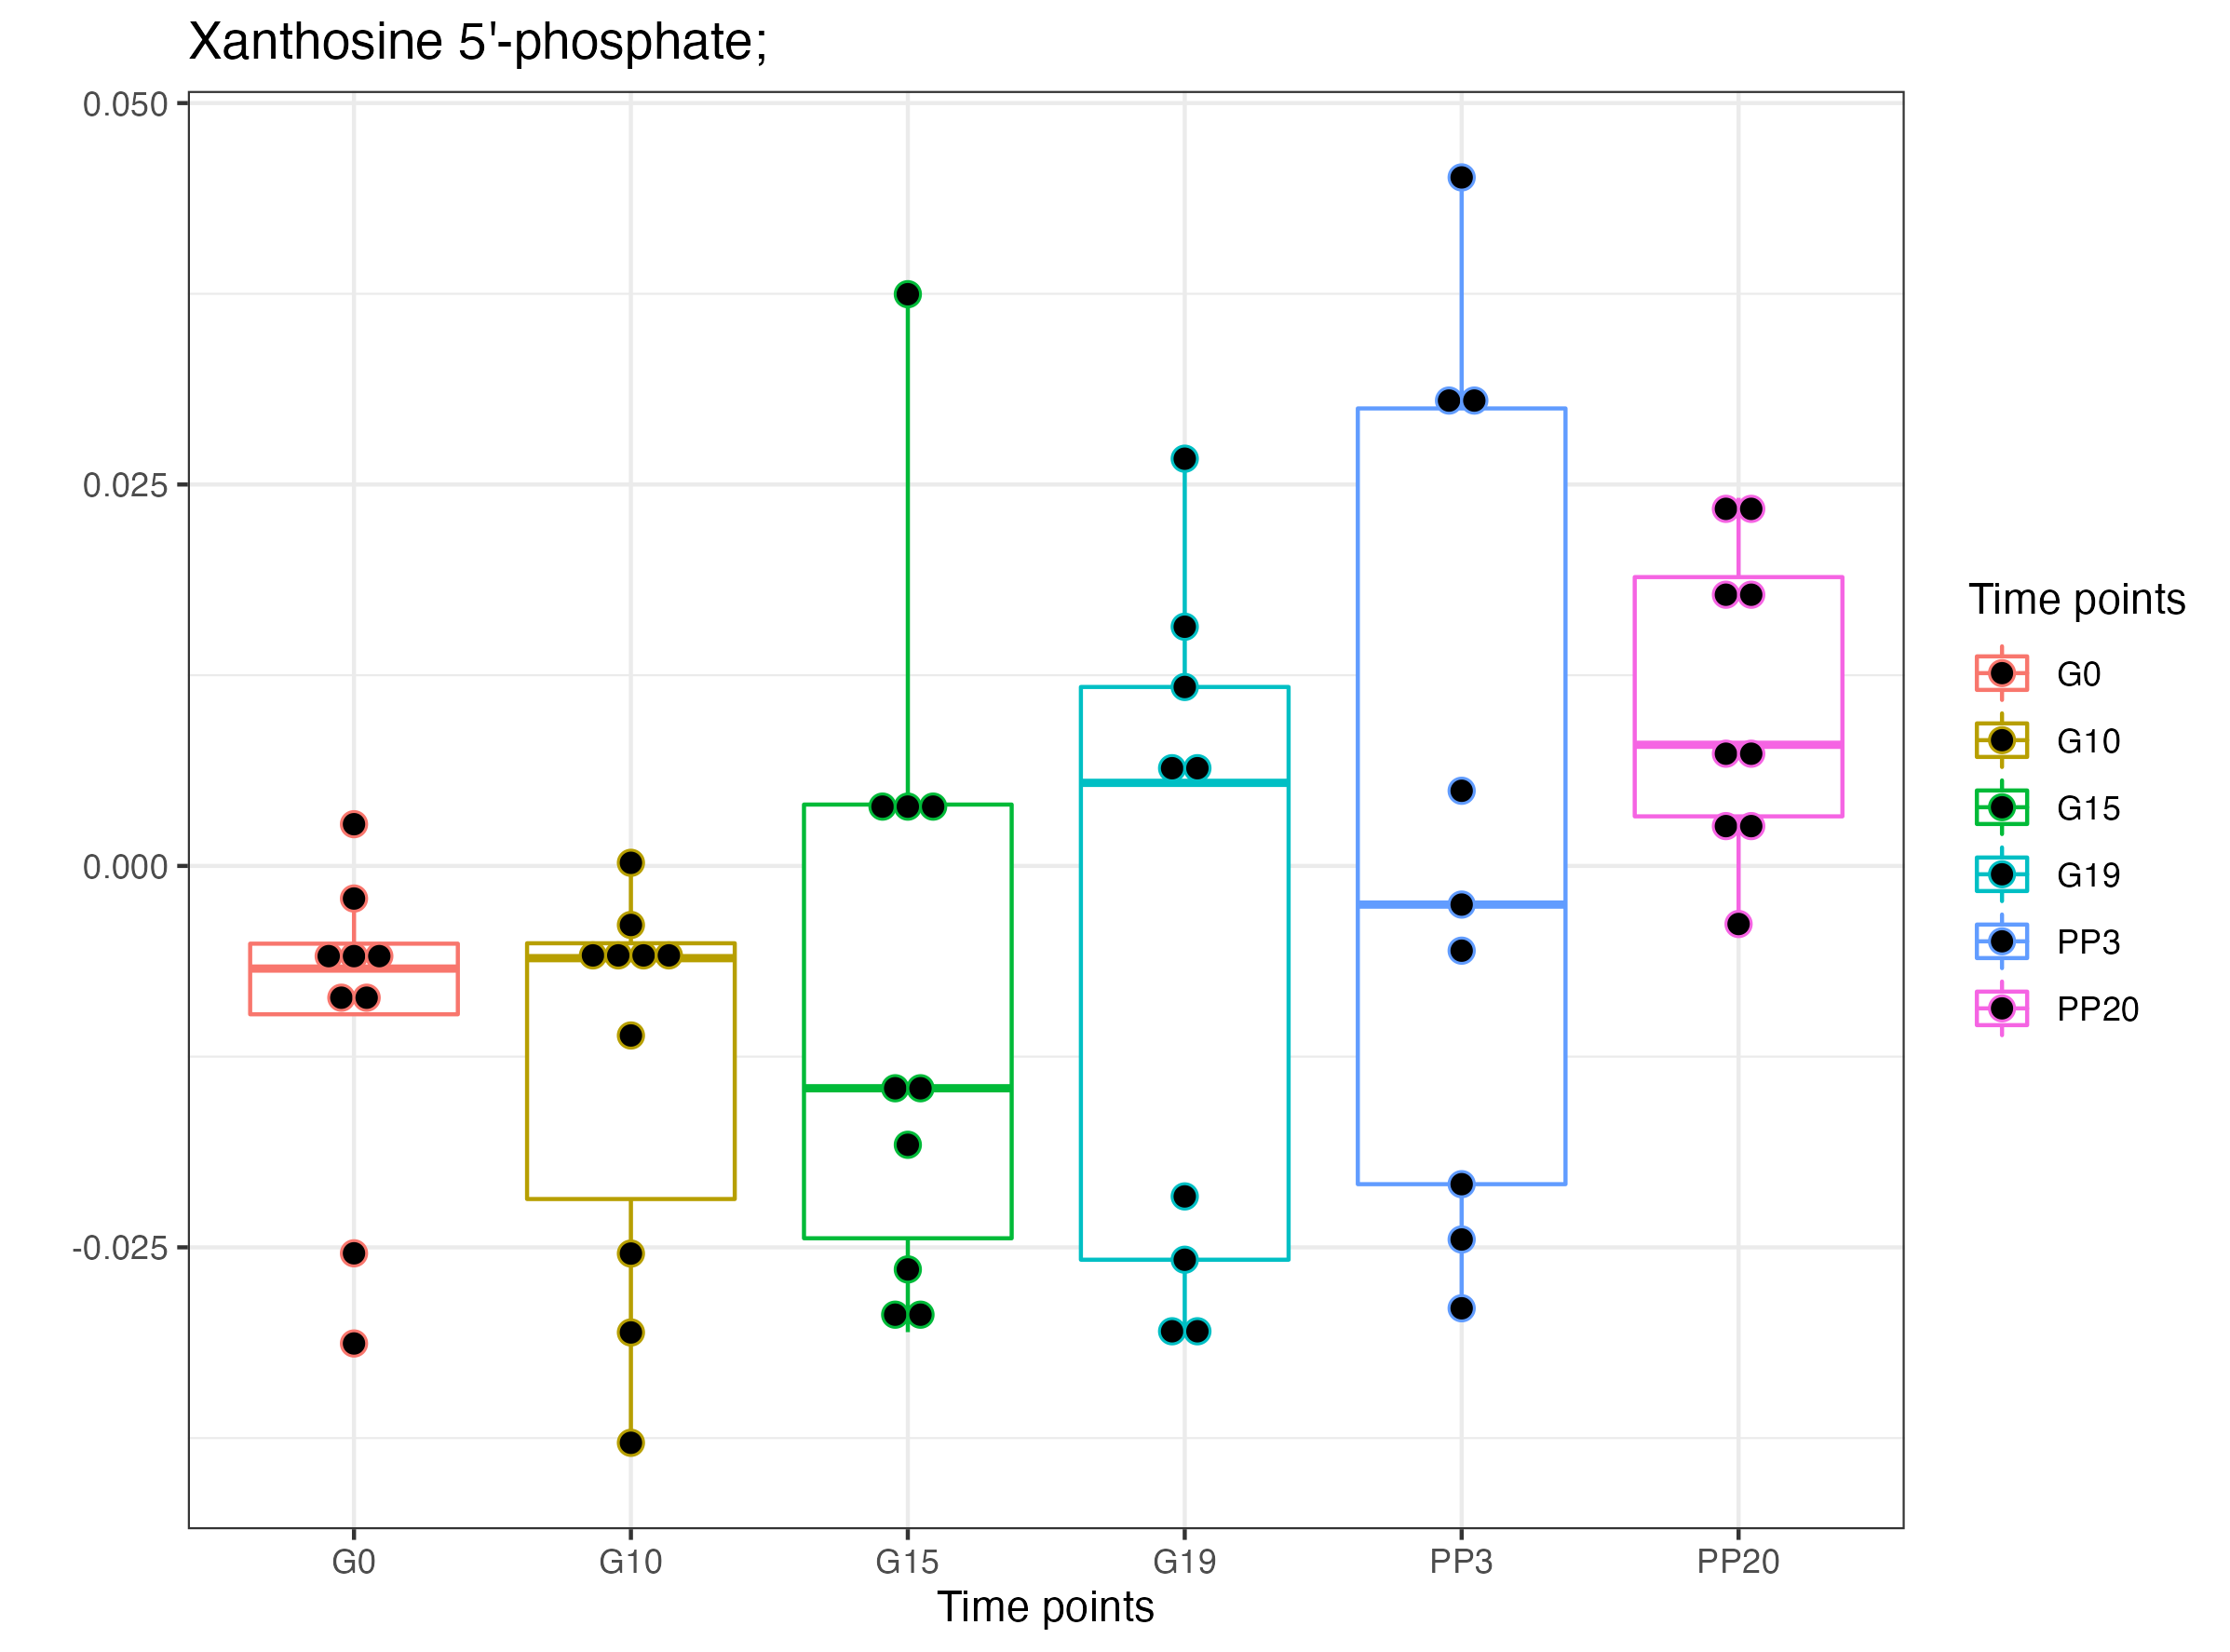 Xanthosine 5'-phosphate;
0.050
0.025
0.000
-0.025
G0 G10 G15 G19 PP3 PP20
Time points
Time points
G0
G10
G15
G19
PP3
PP20